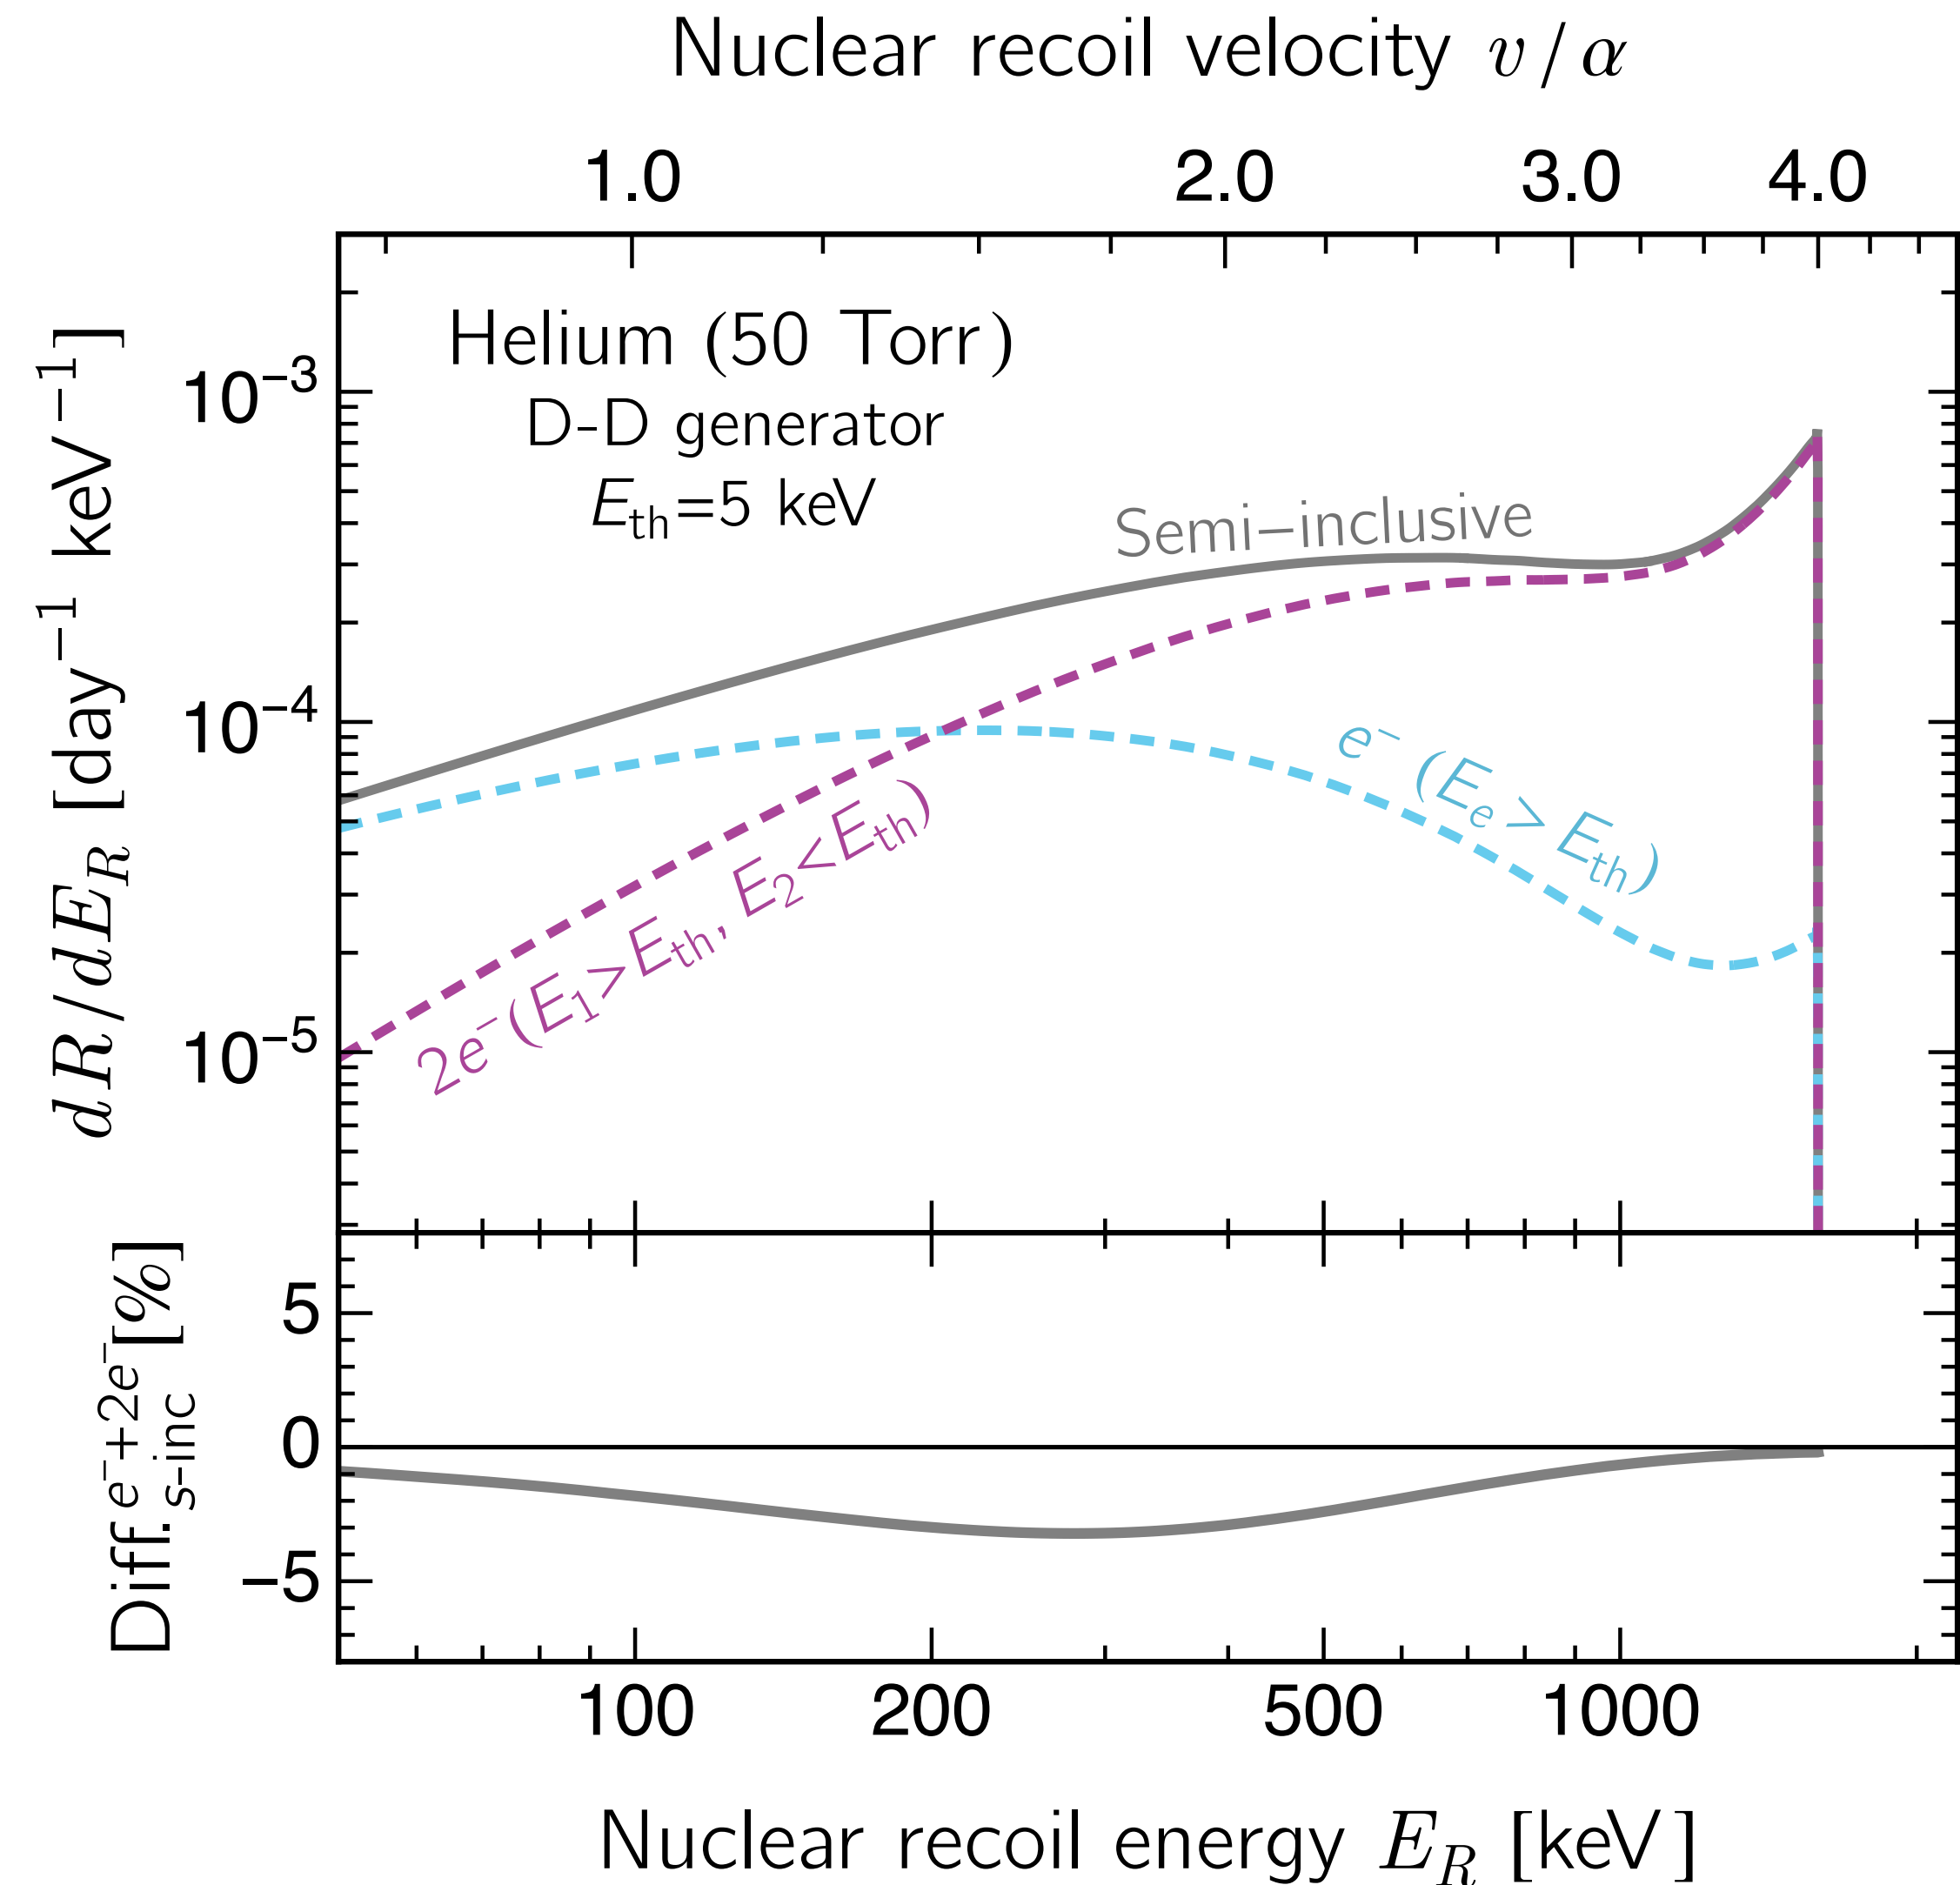 Nuclear recoil velocity v/α
1.0 2.0 3.0 4.0
Helium (50 Torr)
D-D generator
E_th=5 keV
Semi−inclusive
e⁻ (E_e > E_th)
2e⁻ (E_1>E_th, E_2<E_th)
dR/dE_R [day⁻¹ keV⁻¹]
10⁻³
10⁻⁴
10⁻⁵
Diff.^{e⁻+2e⁻}_{s-inc} [%]
5
0
−5
100 200 500 1000
Nuclear recoil energy E_R [keV]